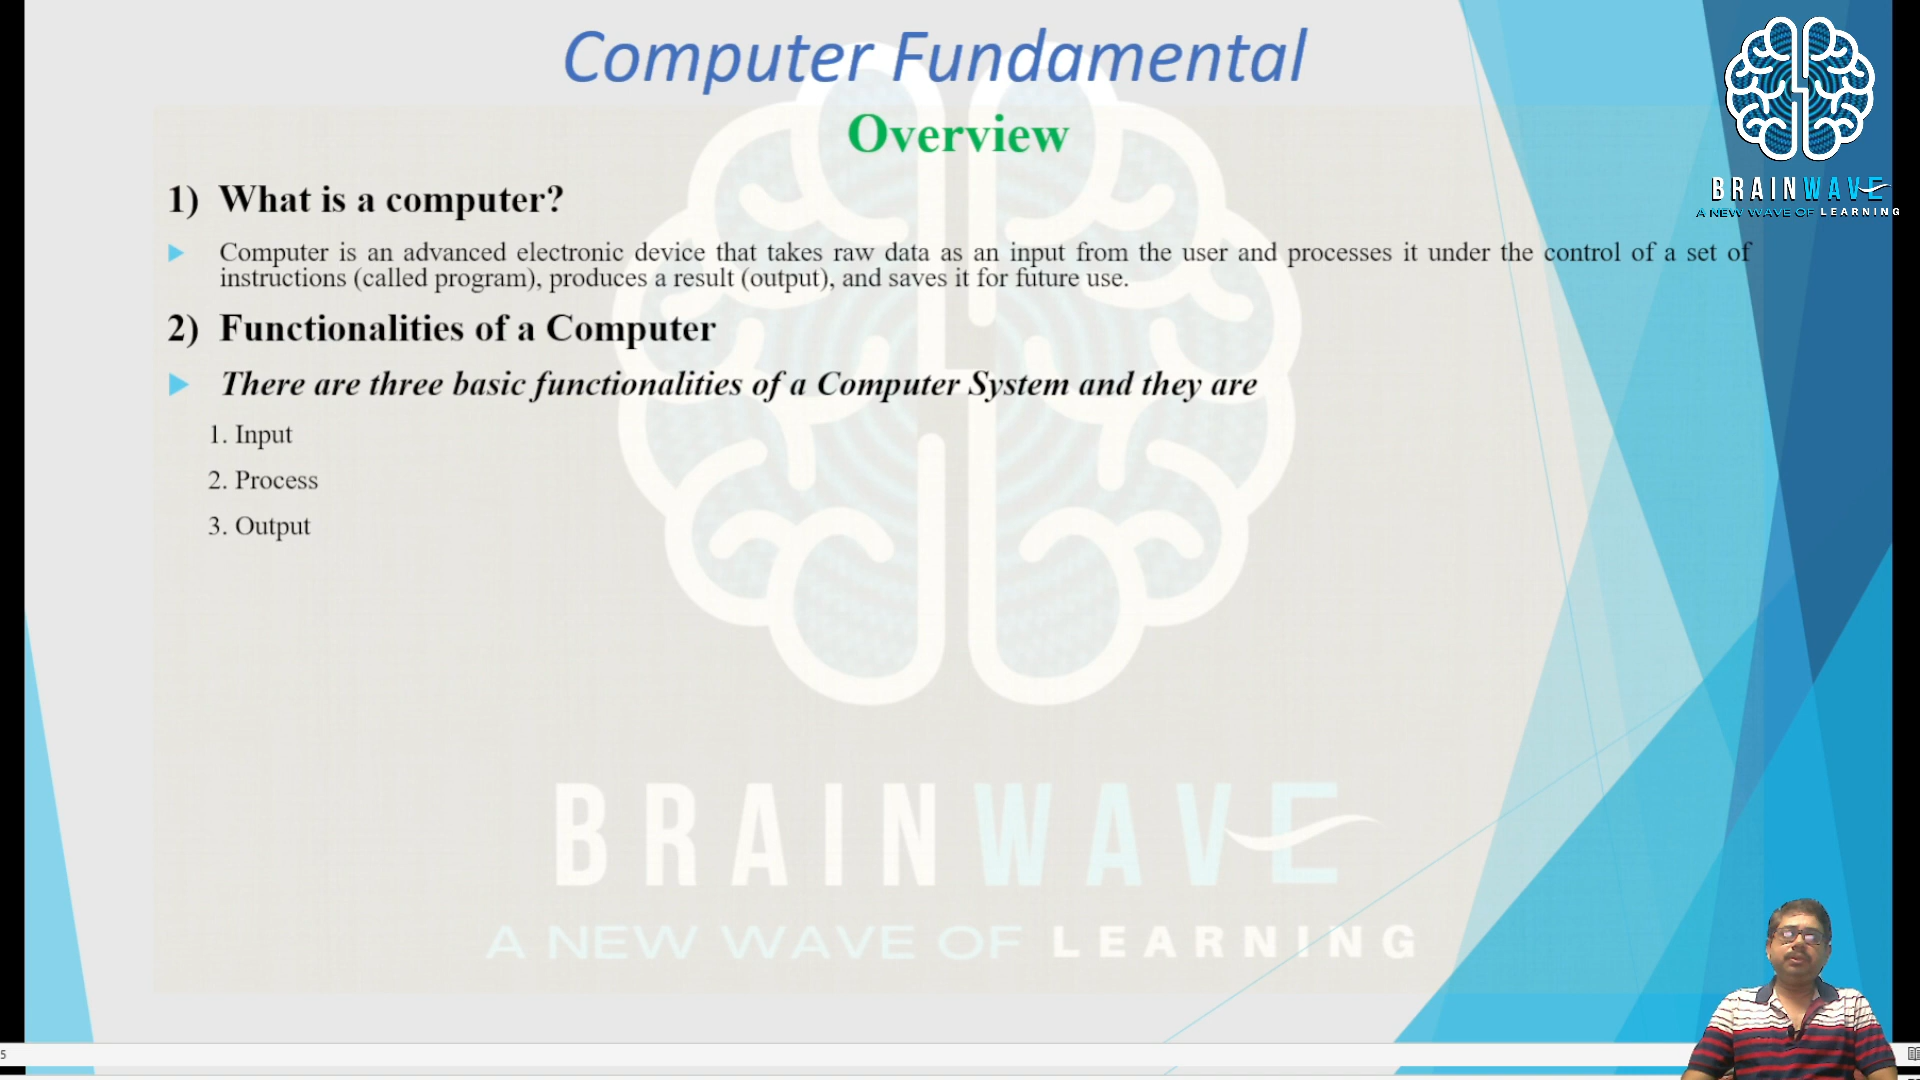 Computer Fundamental
Overview
1) What is a computer?
Computer is an advanced electronic device that takes raw data as an input from the user and processes it under the control of a set of
instructions (called program), produces a result (output), and saves it for future use.
2) Functionalities of a Computer
There are three basic functionalities of a Computer System and they are
1. Input
2. Process
3. Output
BRAINWAVE
A NEW WAVE OF LEARNING
BRAINWAVE
A NEW WAVE OF LEARNING
5